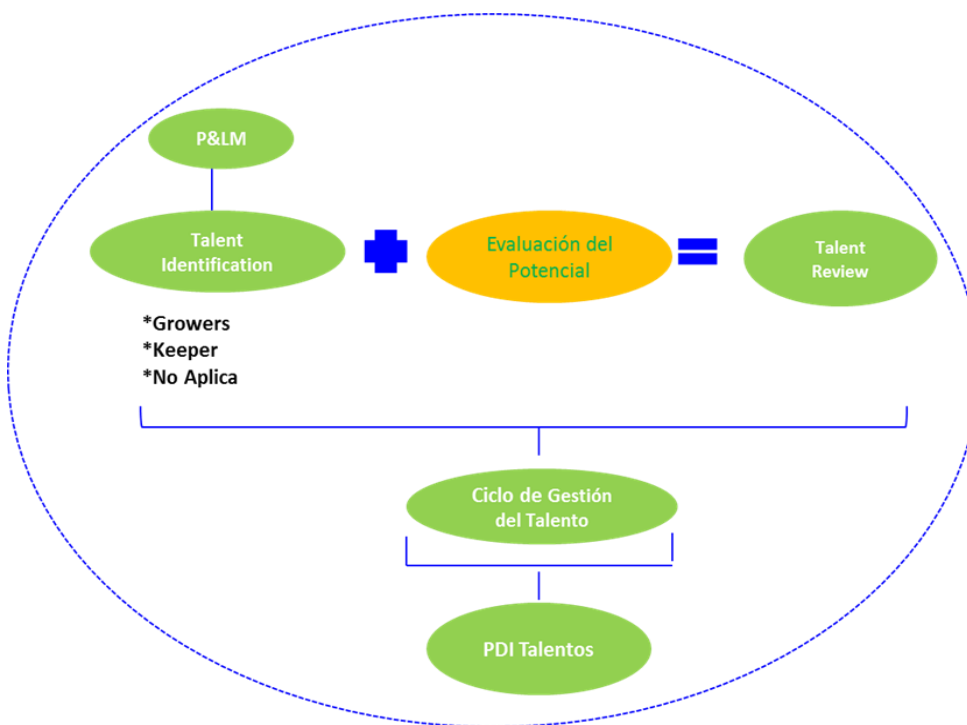 P&LM
Talent
Identification
Evaluación del
Potencial
Talent
Review
*Growers
*Keeper
*No Aplica
Ciclo de Gestión
del Talento
PDI Talentos